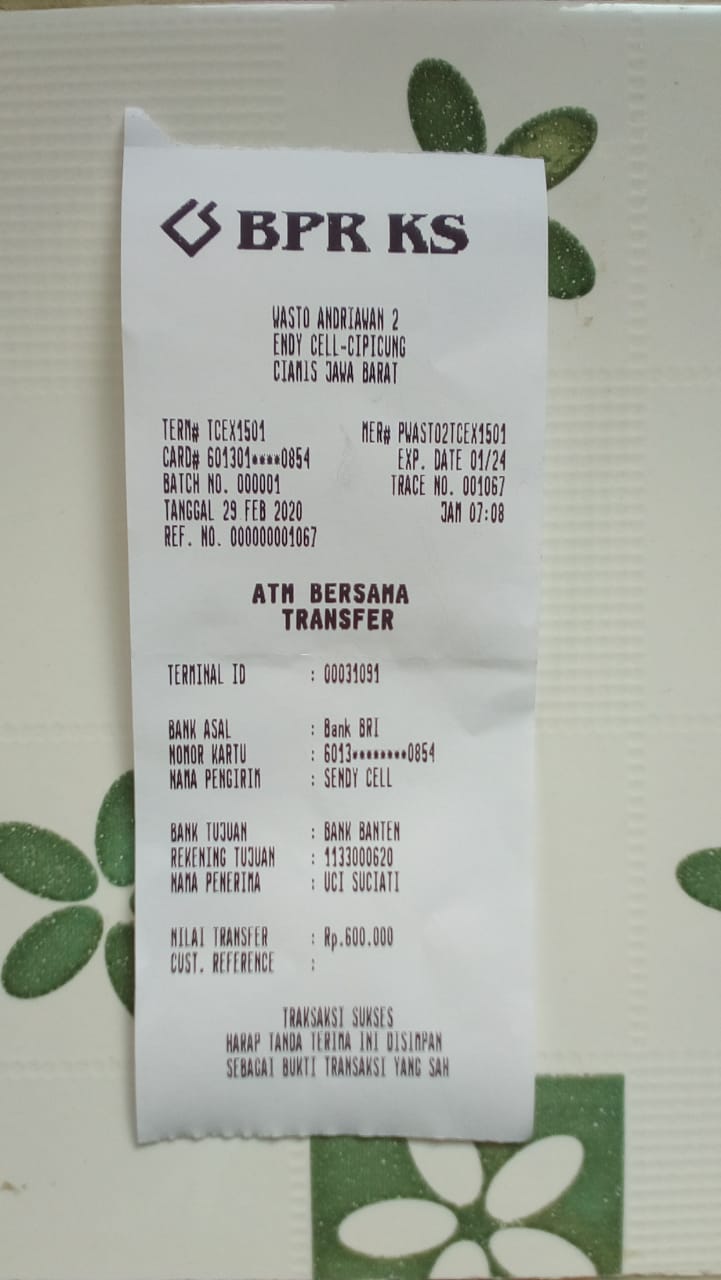 BPR KS
WASTO ANDRIAWAN 2
ENDY CELL-CIPICUNG
CIAMIS JAWA BARAT
TERM# TCEX1501 MER# PWASTO2TCEX1501
CARD# 601301****0854 EXP. DATE 01/24
BATCH NO. 000001 TRACE NO. 001067
TANGGAL 29 FEB 2020 JAM 07:08
REF. NO. 000000001067
ATM BERSAMA
TRANSFER
TERMINAL ID : 00031091
BANK ASAL : Bank BRI
NOMOR KARTU : 6013********0854
NAMA PENGIRIM : SENDY CELL
BANK TUJUAN : BANK BANTEN
REKENING TUJUAN : 1133000620
NAMA PENERIMA : UCI SUCIATI
NILAI TRANSFER : Rp.600.000
CUST. REFERENCE :
TRAKSAKSI SUKSES
HARAP TANDA TERIMA INI DISIMPAN
SEBAGAI BUKTI TRANSAKSI YANG SAH